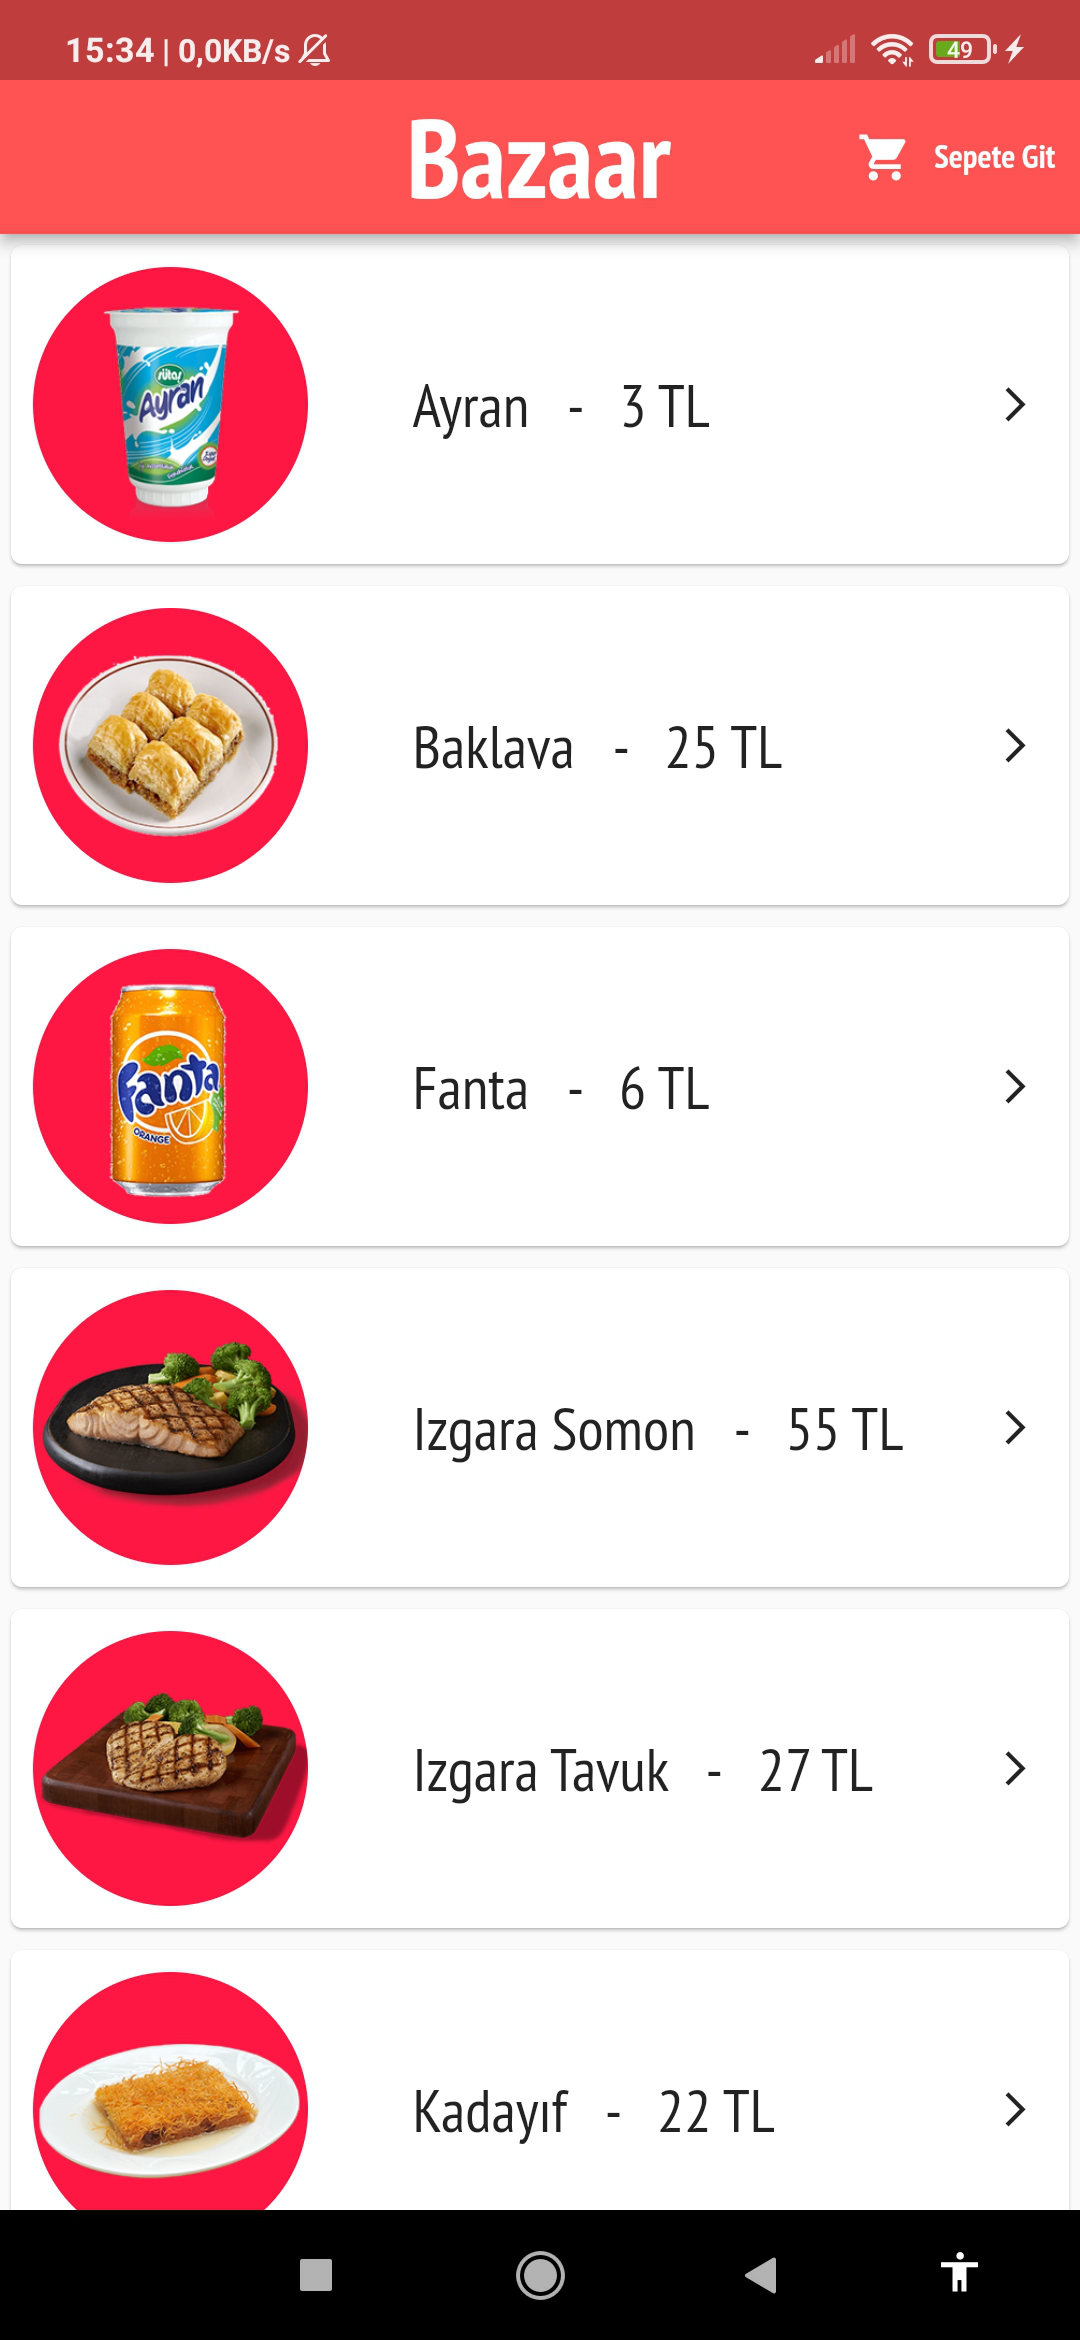 15:34 | 0,0KB/s
49
Bazaar
Sepete Git
sütaş
Ayran
Ayran - 3 TL
Baklava - 25 TL
Fanta
ORANGE
Fanta - 6 TL
Izgara Somon - 55 TL
Izgara Tavuk - 27 TL
Kadayıf - 22 TL